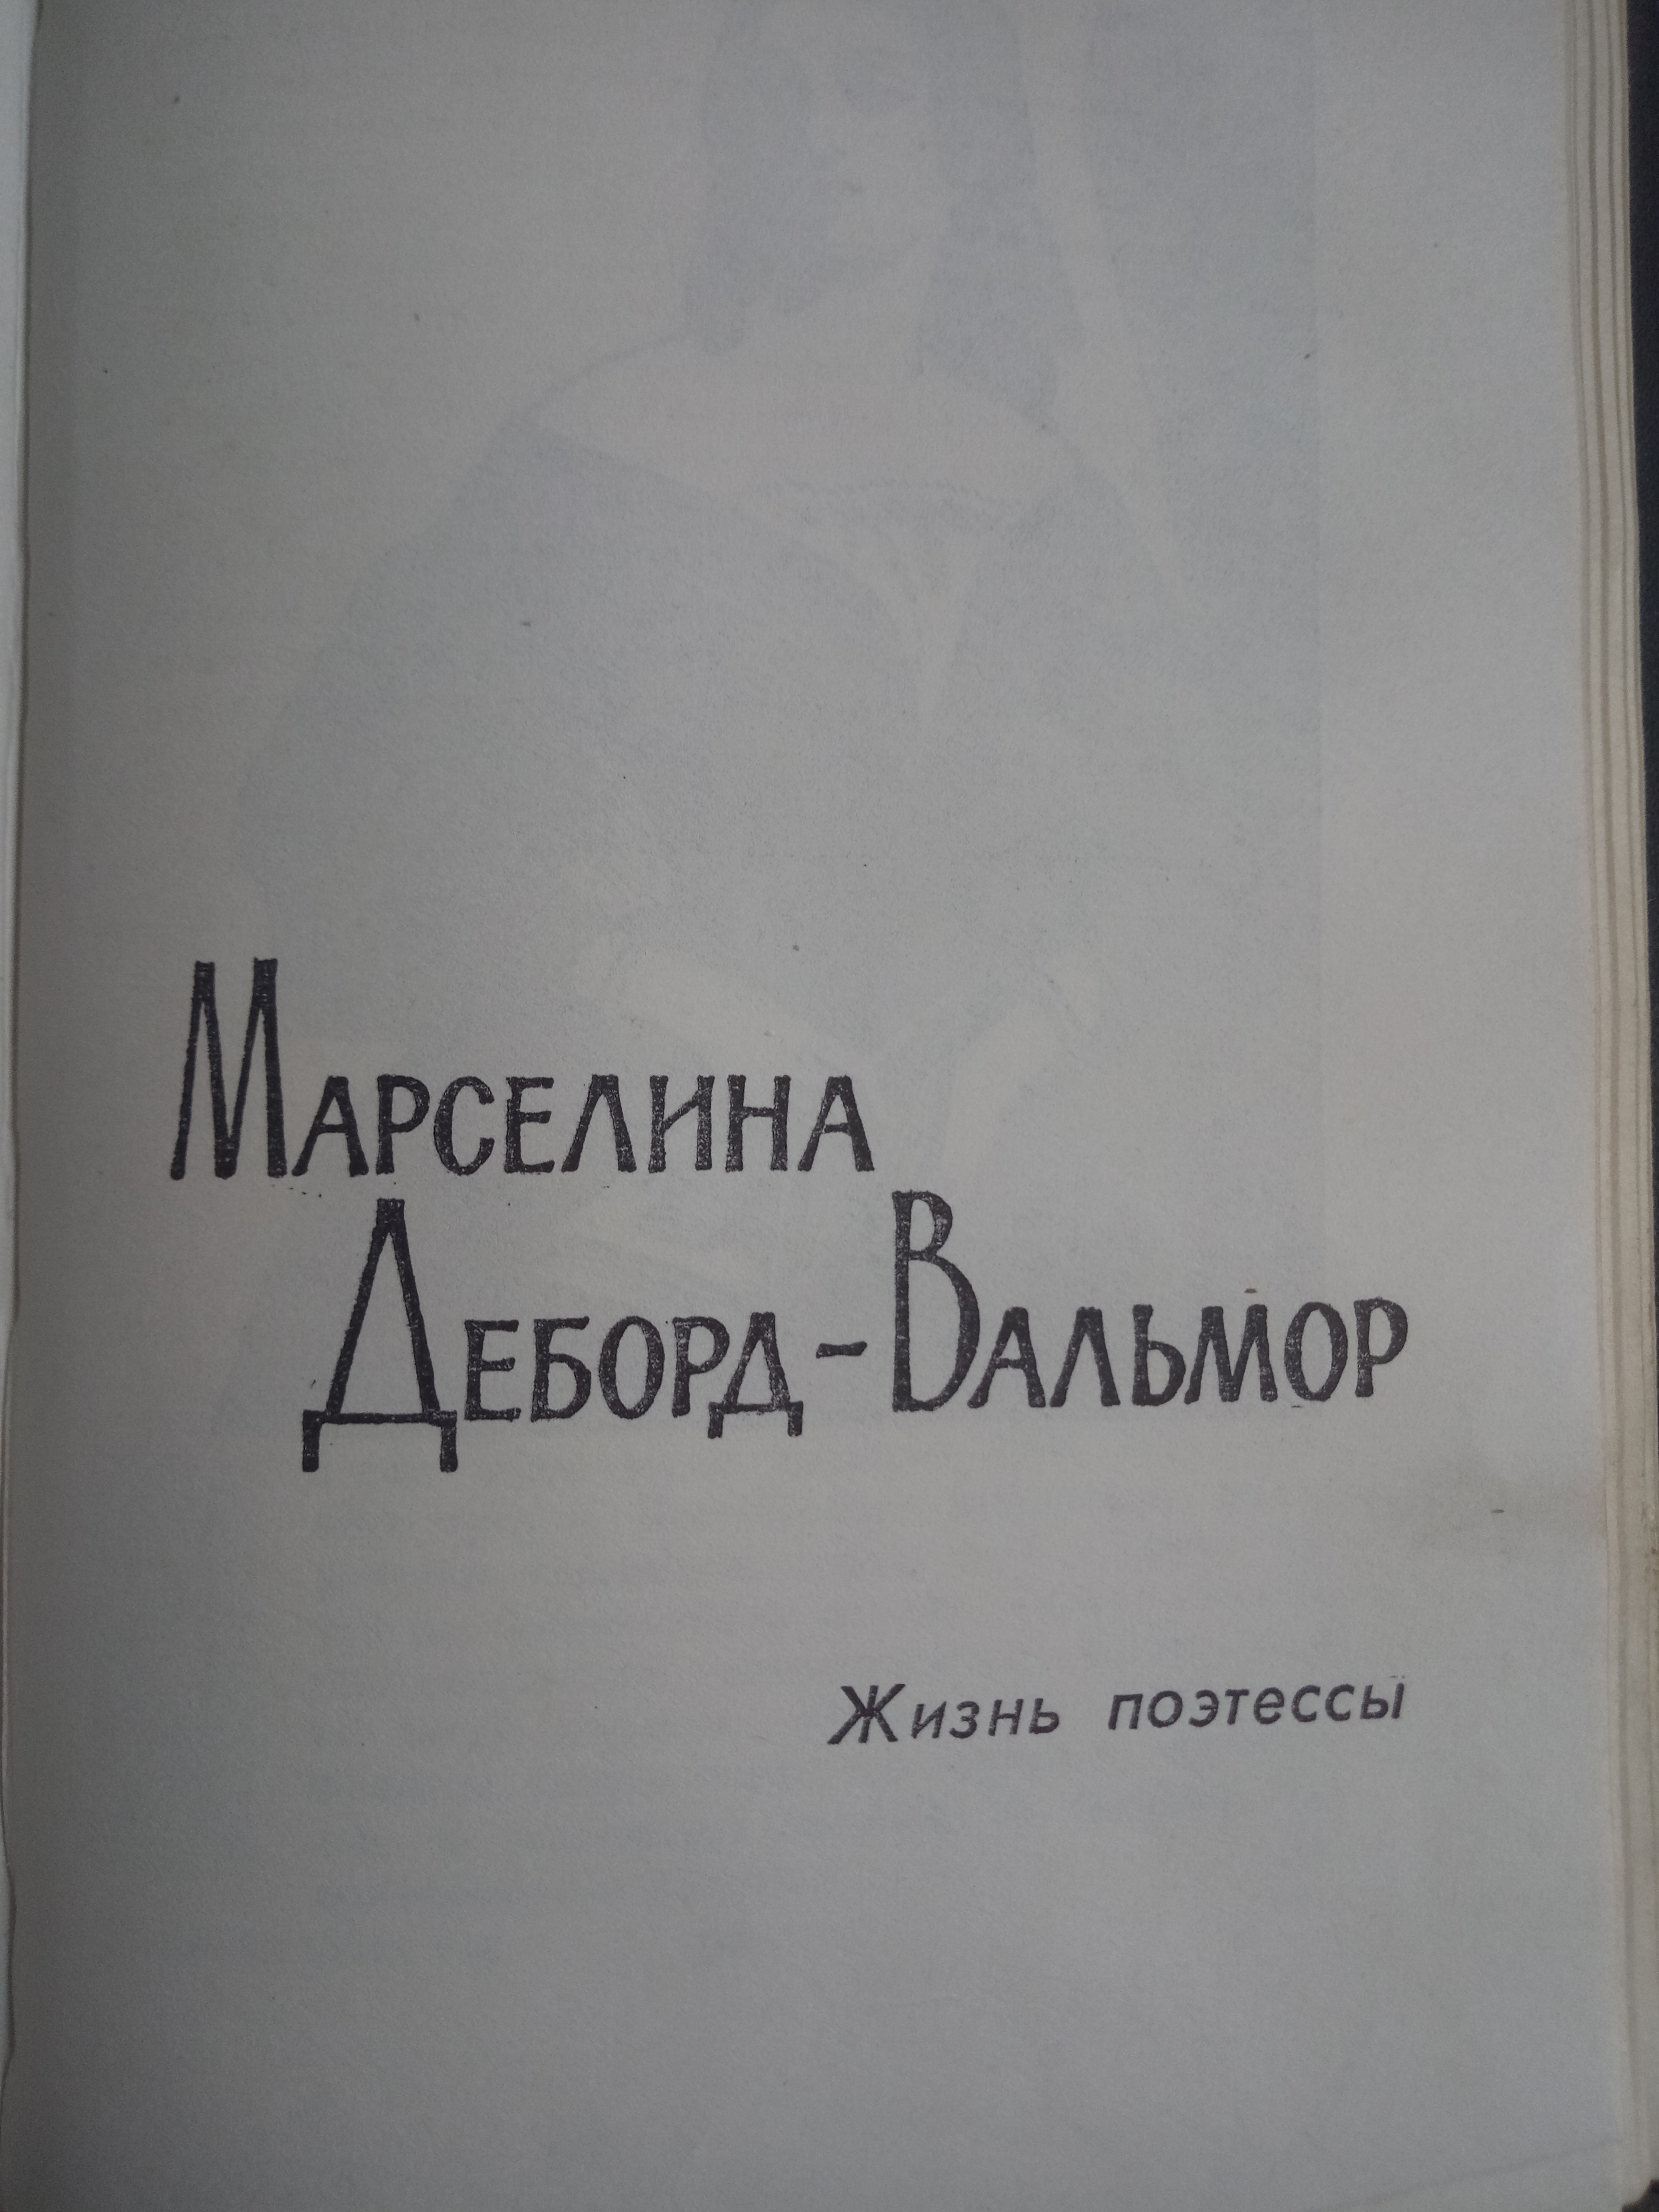 Марселина
Деборд-Вальмор
Жизнь поэтессы